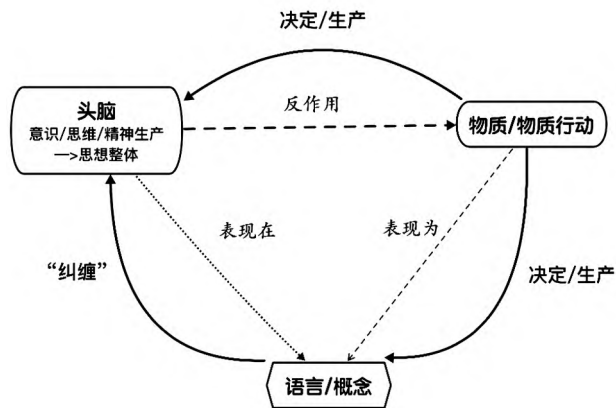 决定/生产
头脑
意识/思维/精神生产
—>思想整体
反作用
物质/物质行动
表现在
表现为
“纠缠”
决定/生产
语言/概念